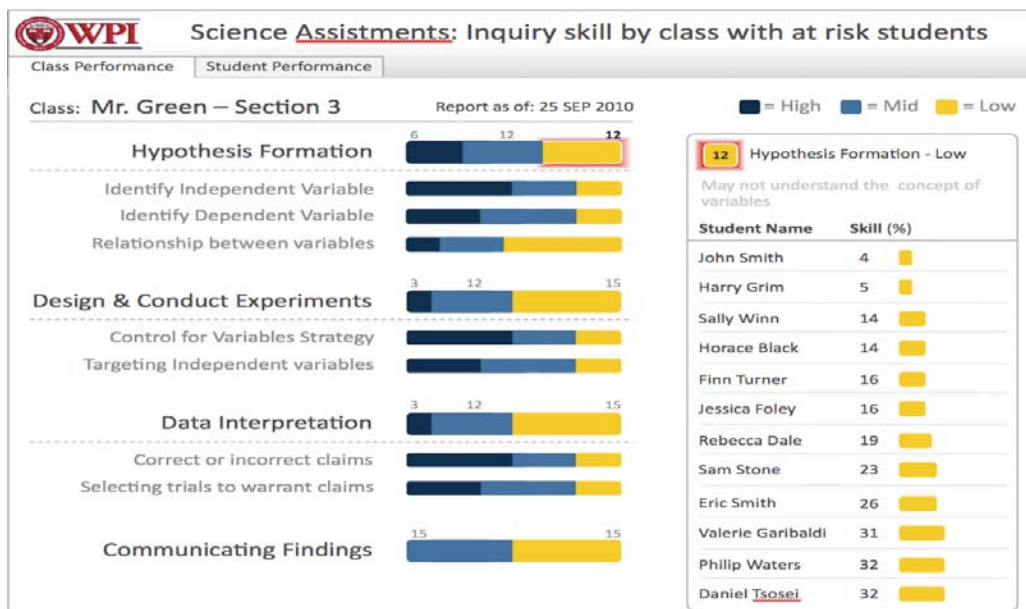 WPI Science Assistments: Inquiry skill by class with at risk students
Class Performance Student Performance
Class: Mr. Green – Section 3 Report as of: 25 SEP 2010
= High = Mid = Low
6 12 12
Hypothesis Formation
Identify Independent Variable
Identify Dependent Variable
Relationship between variables
3 12 15
Design & Conduct Experiments
Control for Variables Strategy
Targeting Independent variables
3 12 15
Data Interpretation
Correct or incorrect claims
Selecting trials to warrant claims
15 15
Communicating Findings
12 Hypothesis Formation - Low
May not understand the concept of
variables
Student Name Skill (%)
John Smith 4
Harry Grim 5
Sally Winn 14
Horace Black 14
Finn Turner 16
Jessica Foley 16
Rebecca Dale 19
Sam Stone 23
Eric Smith 26
Valerie Garibaldi 31
Philip Waters 32
Daniel Tsosei 32